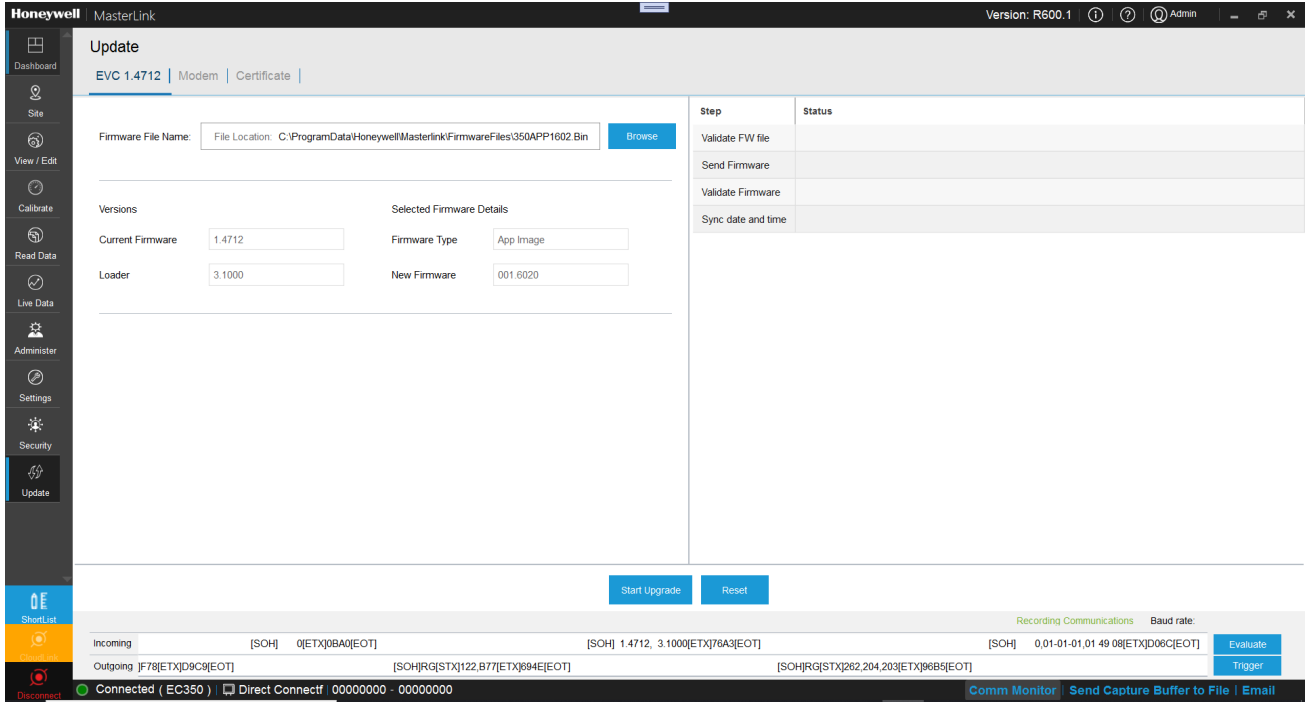 Honeywell | MasterLink Version: R600.1 Admin
Dashboard
Site
View / Edit
Calibrate
Read Data
Live Data
Administer
Settings
Security
Update
ShortList
CloudLink
Disconnect
Update
EVC 1.4712 | Modem | Certificate |
Firmware File Name: File Location: C:\ProgramData\Honeywell\Masterlink\FirmwareFiles\350APP1602.Bin Browse
Versions Selected Firmware Details
Current Firmware 1.4712 Firmware Type App Image
Loader 3.1000 New Firmware 001.6020
Step Status
Validate FW file
Send Firmware
Validate Firmware
Sync date and time
Start Upgrade Reset
Recording Communications Baud rate:
Incoming [SOH] 0[ETX]0BA0[EOT] [SOH] 1.4712, 3.1000[ETX]76A3[EOT] [SOH] 0,01-01-01,01 49 08[ETX]D06C[EOT] Evaluate
Outgoing ]F78[ETX]D9C9[EOT] [SOH]RG[STX]122,B77[ETX]694E[EOT] [SOH]RG[STX]262,204,203[ETX]96B5[EOT] Trigger
Connected ( EC350 ) | Direct Connectf | 00000000 - 00000000 Comm Monitor | Send Capture Buffer to File | Email